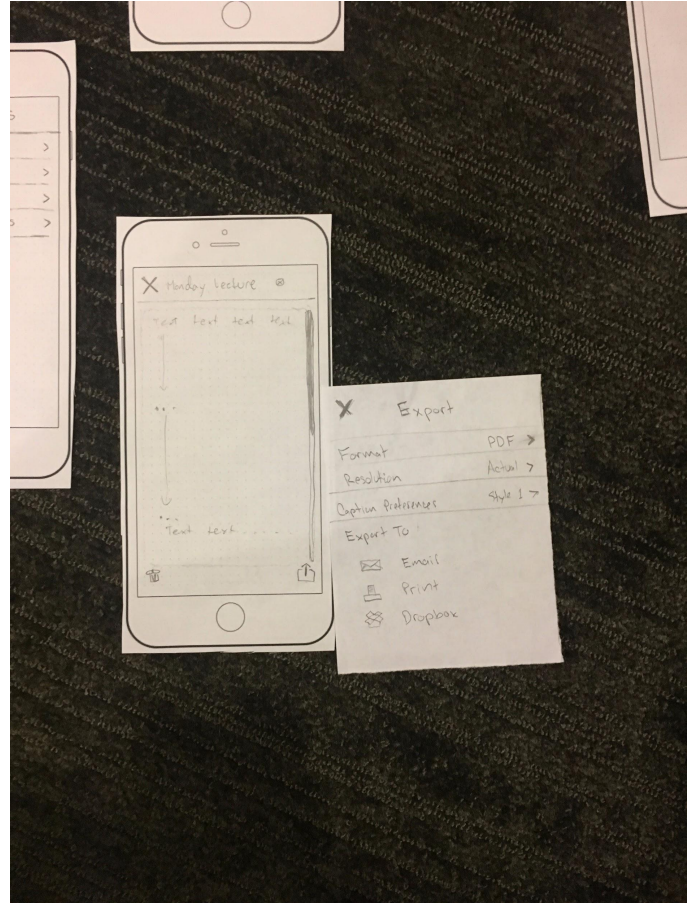 Monday Lecture
Text text text text
...
...
Text text .....
Export
Format PDF >
Resolution Actual >
Caption Preferences Style 1 >
Export To
Email
Print
Dropbox